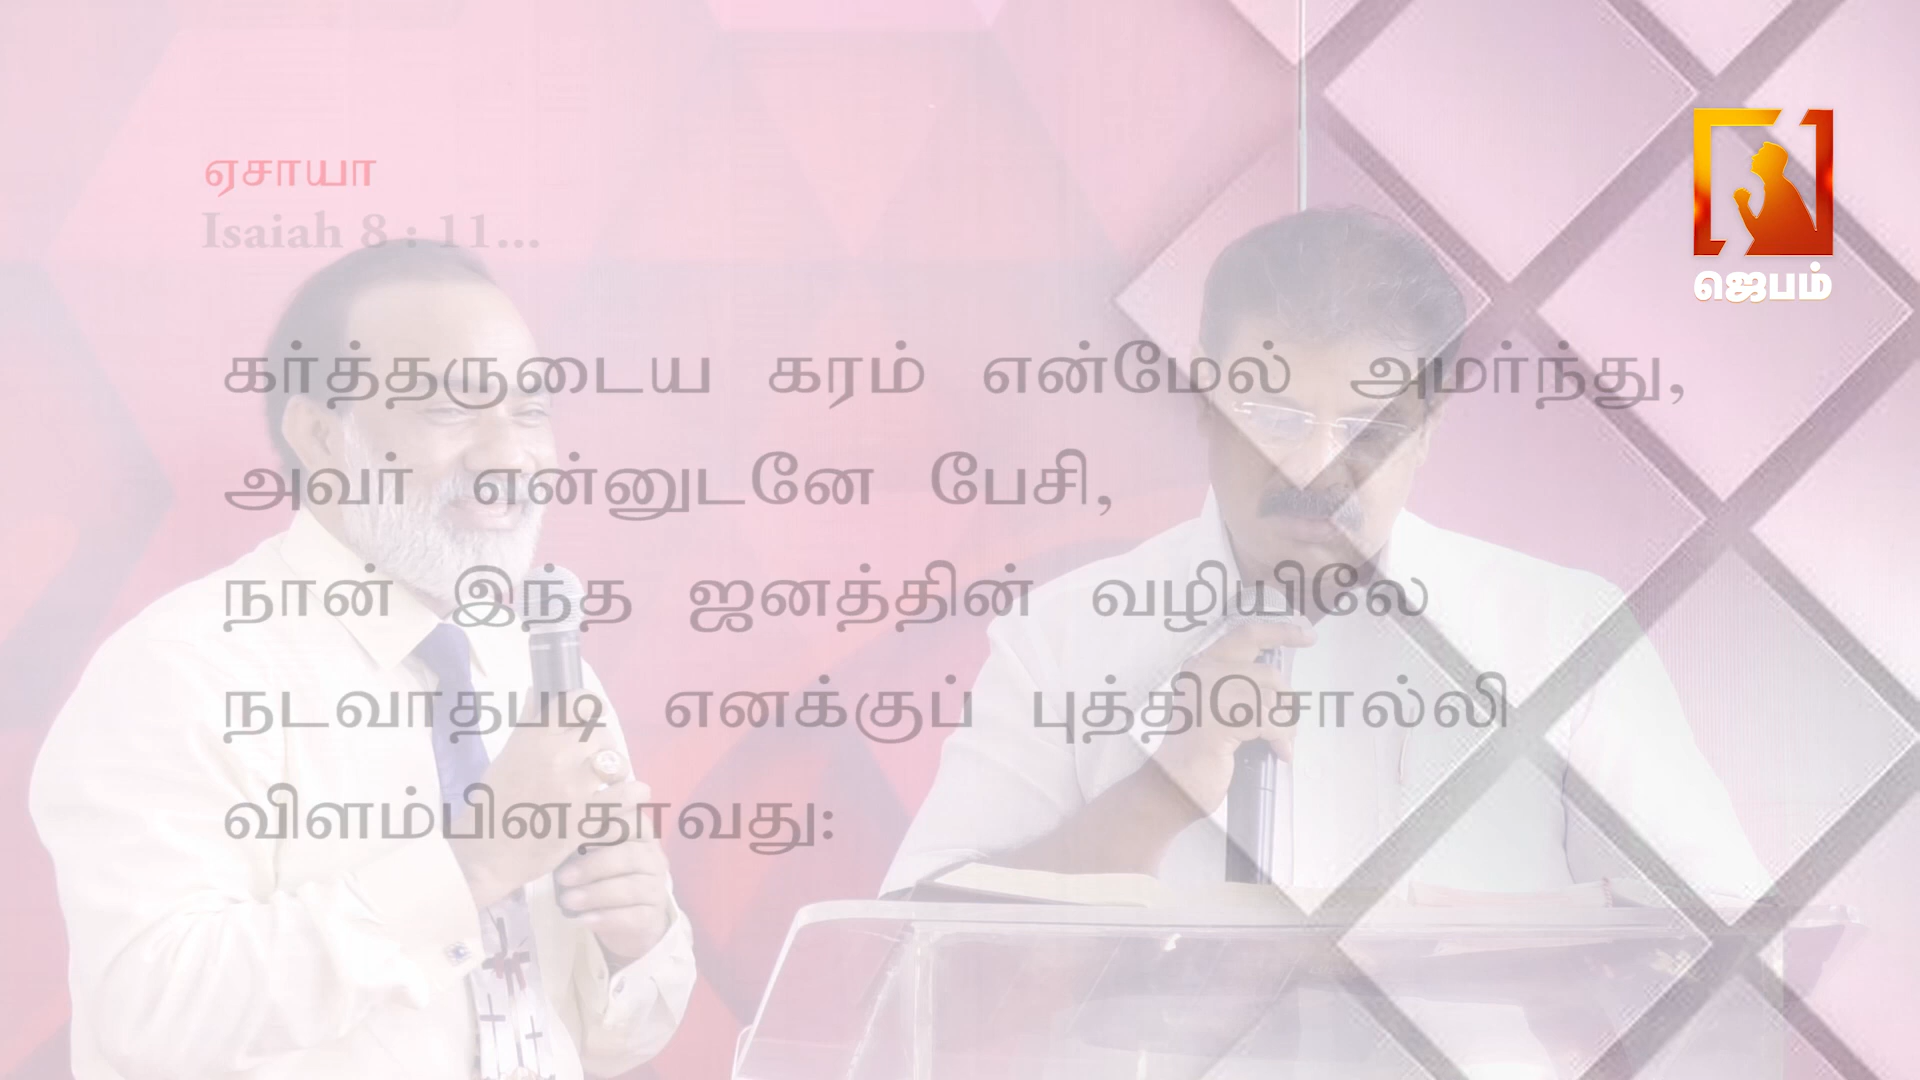 ஏசாயா
Isaiah 8 : 11...
ஜெபம்
கர்த்தருடைய கரம் என்மேல் அமர்ந்து,
அவர் என்னுடனே பேசி,
நான் இந்த ஜனத்தின் வழியிலே
நடவாதபடி எனக்குப் புத்திசொல்லி
விளம்பினதாவது: